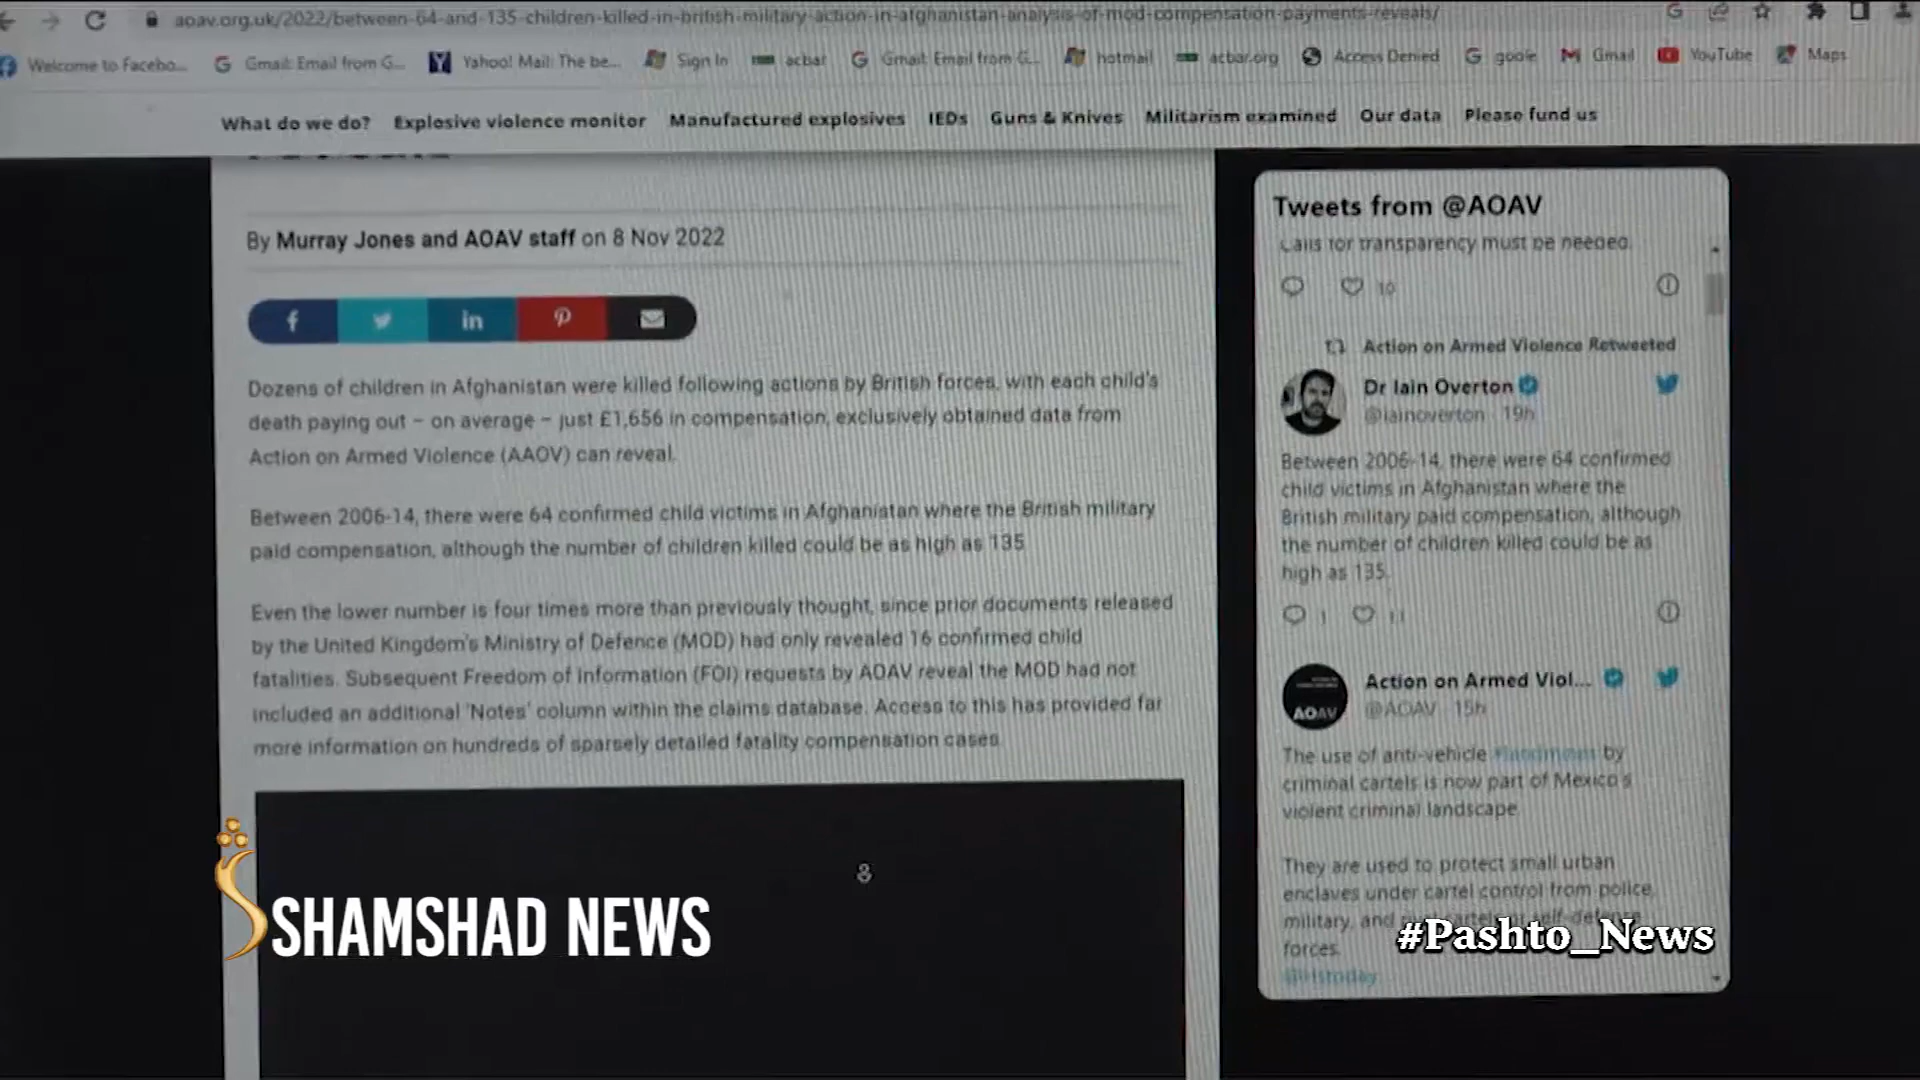 aoav.org.uk/2022/between-64-and-135-children-killed-in-british-military-action-in-afghanistan-analysis-of-mod-compensation-payments-reveals/
Welcome to Facebo... Gmail: Email from G... Yahoo! Mail: The be... Sign In acbar Gmail: Email from G... hotmail acbar.org Access Denied goole Gmail YouTube Maps
What do we do? Explosive violence monitor Manufactured explosives IEDs Guns & Knives Militarism examined Our data Please fund us
By Murray Jones and AOAV staff on 8 Nov 2022
Dozens of children in Afghanistan were killed following actions by British forces, with each child's
death paying out – on average – just £1,656 in compensation, exclusively obtained data from
Action on Armed Violence (AAOV) can reveal.
Between 2006-14, there were 64 confirmed child victims in Afghanistan where the British military
paid compensation, although the number of children killed could be as high as 135
Even the lower number is four times more than previously thought, since prior documents released
by the United Kingdom's Ministry of Defence (MOD) had only revealed 16 confirmed child
fatalities. Subsequent Freedom of Information (FOI) requests by AOAV reveal the MOD had not
included an additional 'Notes' column within the claims database. Access to this has provided far
more information on hundreds of sparsely detailed fatality compensation cases.
Tweets from @AOAV
Calls for transparency must be needed.
10
Action on Armed Violence Retweeted
Dr Iain Overton
@iainoverton · 19h
Between 2006-14, there were 64 confirmed
child victims in Afghanistan where the
British military paid compensation, although
the number of children killed could be as
high as 135.
1 11
Action on Armed Viol...
@AOAV · 15h
AOAV
The use of anti-vehicle #landmines by
criminal cartels is now part of Mexico's
violent criminal landscape.
They are used to protect small urban
enclaves under cartel control from police,
military, and
forces.
SHAMSHAD NEWS
#Pashto_News